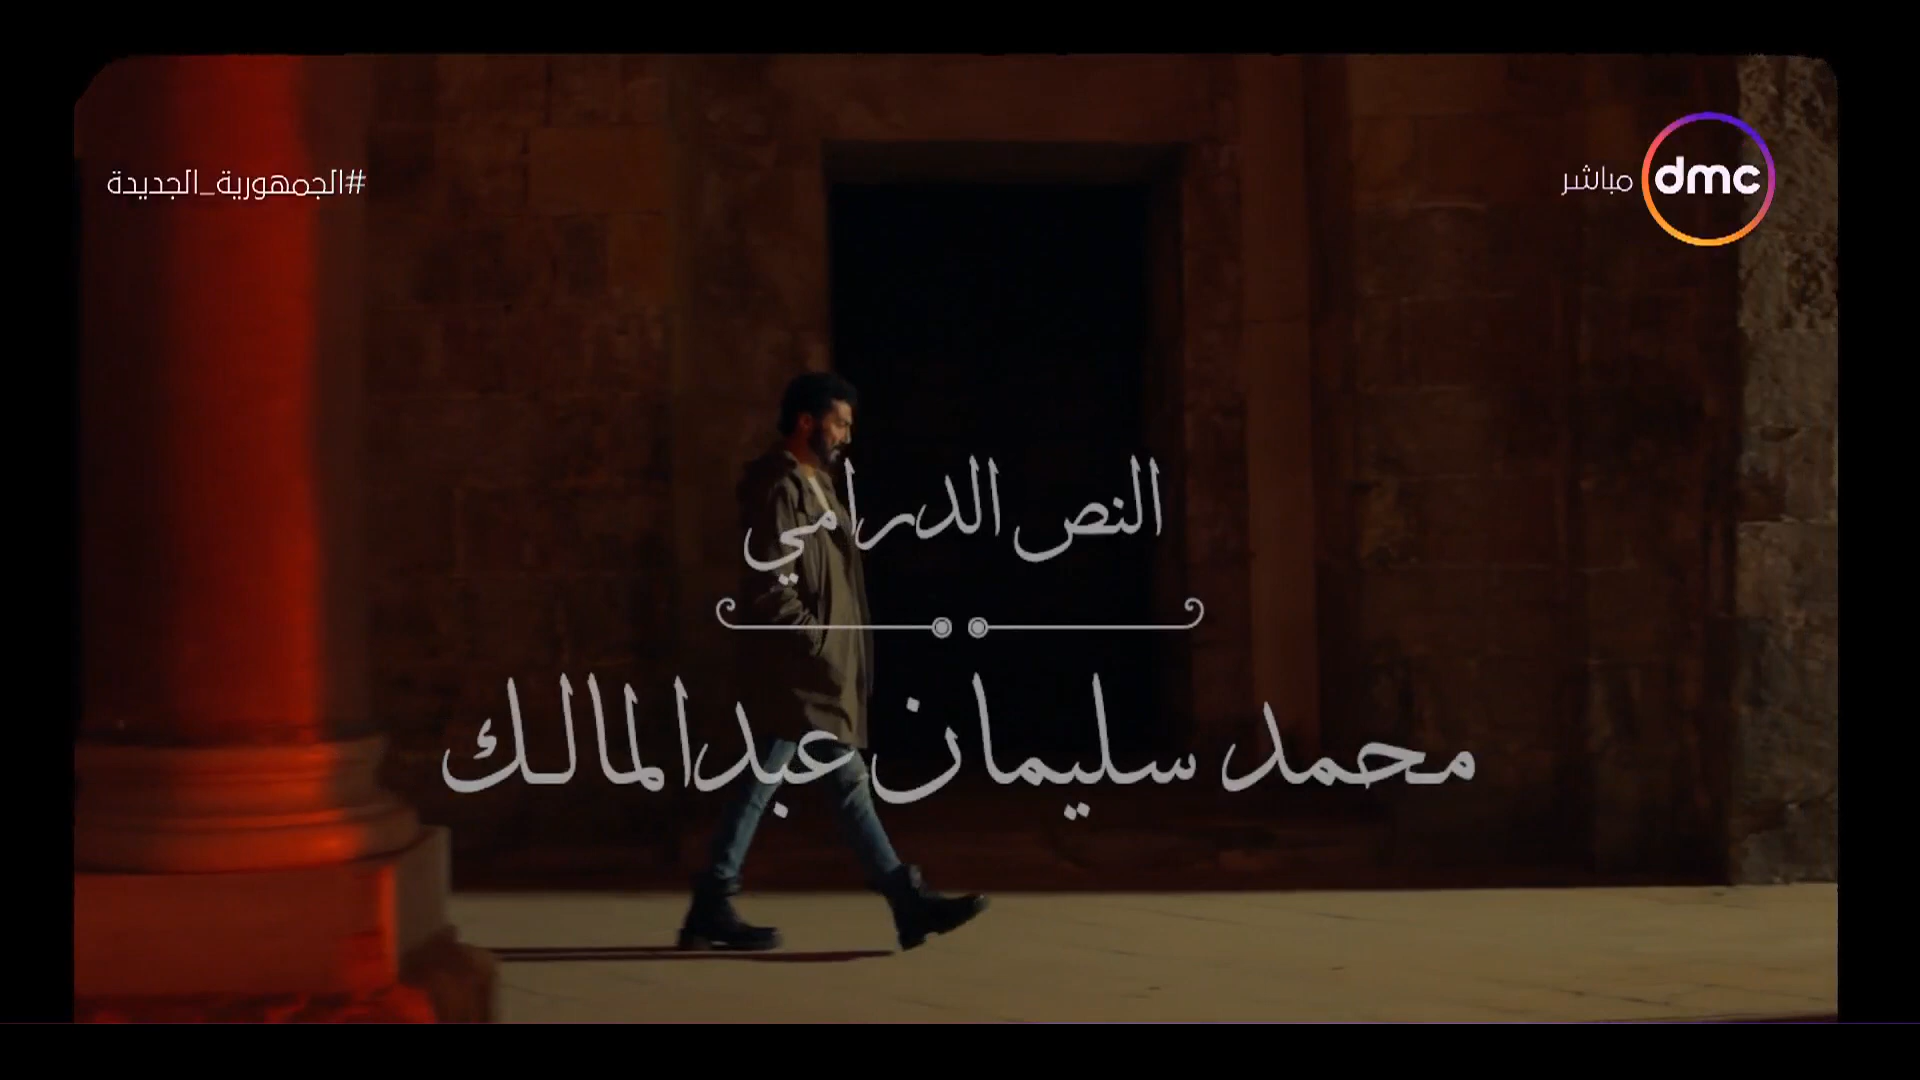 dmc مباشر
#الجمهورية_الجديدة
النص الدرامي
محمد سليمان عبدالمالك